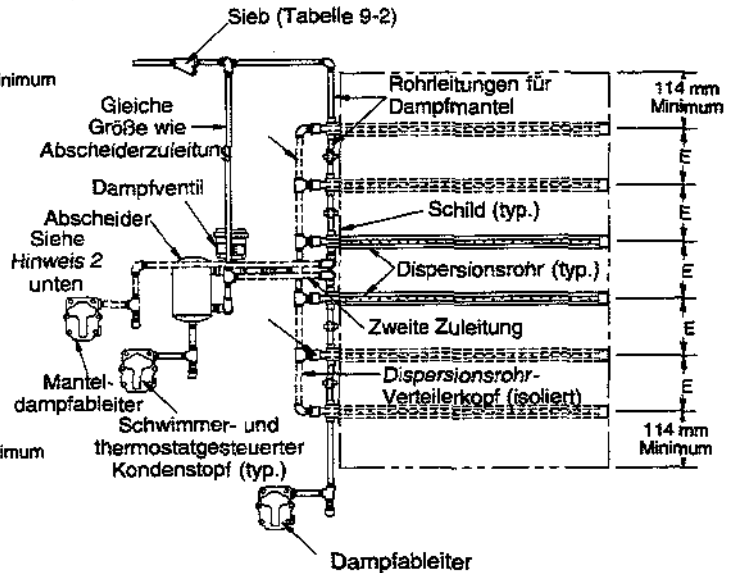 Sieb (Tabelle 9-2)
Rohrleitungen für
Dampfmantel
114 mm
Minimum
Gleiche
Größe wie
Abscheiderzuleitung
E
Dampfventil
E
Abscheider
Siehe
Hinweis 2
unten
Schild (typ.)
E
Dispersionsrohr (typ.)
Zweite Zuleitung
E
Mantel-
dampfableiter
Dispersionsrohr-
Verteilerkopf (isoliert)
E
Schwimmer- und
thermostatgesteuerter
Kondenstopf (typ.)
114 mm
Minimum
Dampfableiter